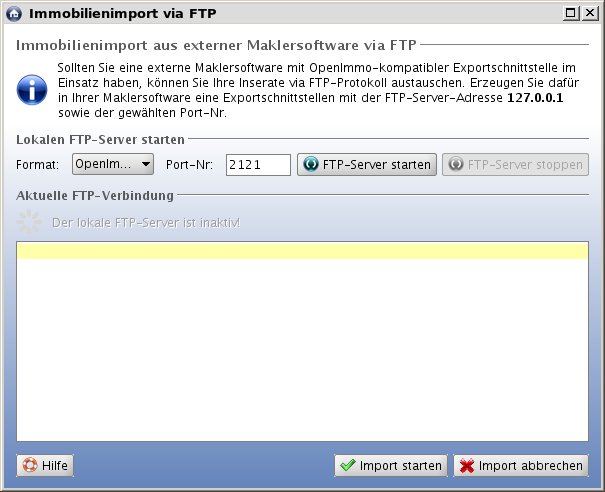 Immobilienimport via FTP
Immobilienimport aus externer Maklersoftware via FTP
Sollten Sie eine externe Maklersoftware mit OpenImmo-kompatibler Exportschnittstelle im
Einsatz haben, können Sie Ihre Inserate via FTP-Protokoll austauschen. Erzeugen Sie dafür
in Ihrer Maklersoftware eine Exportschnittstellen mit der FTP-Server-Adresse 127.0.0.1
sowie der gewählten Port-Nr.
Lokalen FTP-Server starten
Format: OpenIm... Port-Nr: 2121 FTP-Server starten FTP-Server stoppen
Aktuelle FTP-Verbindung
Der lokale FTP-Server ist inaktiv!
Hilfe Import starten Import abbrechen